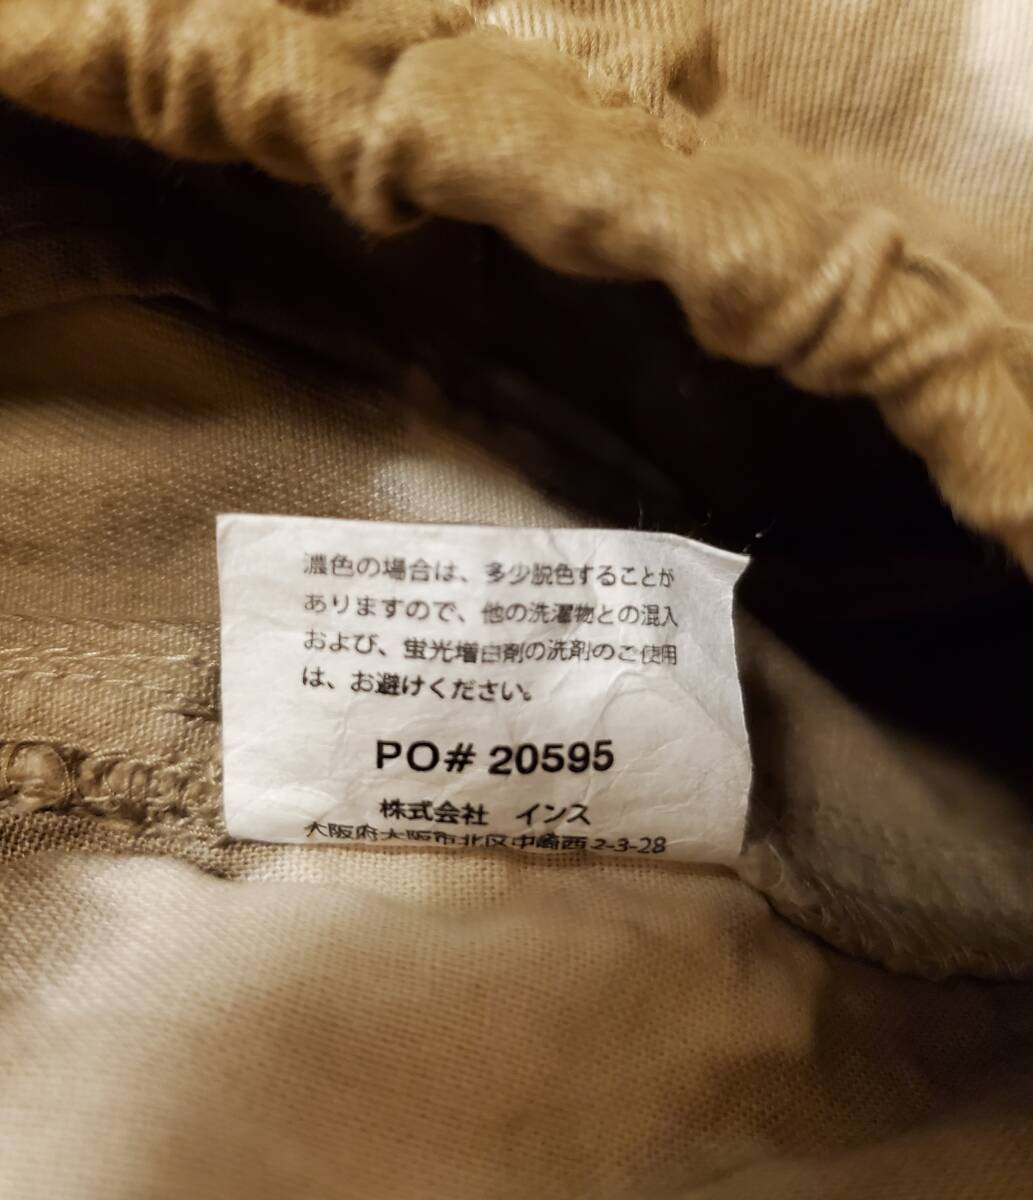 濃色の場合は、多少脱色することが
ありますので、他の洗濯物との混入
および、蛍光増白剤の洗剤のご使用
は、お避けください。
PO# 20595
株式会社 インス
大阪府大阪市北区中崎西2-3-28